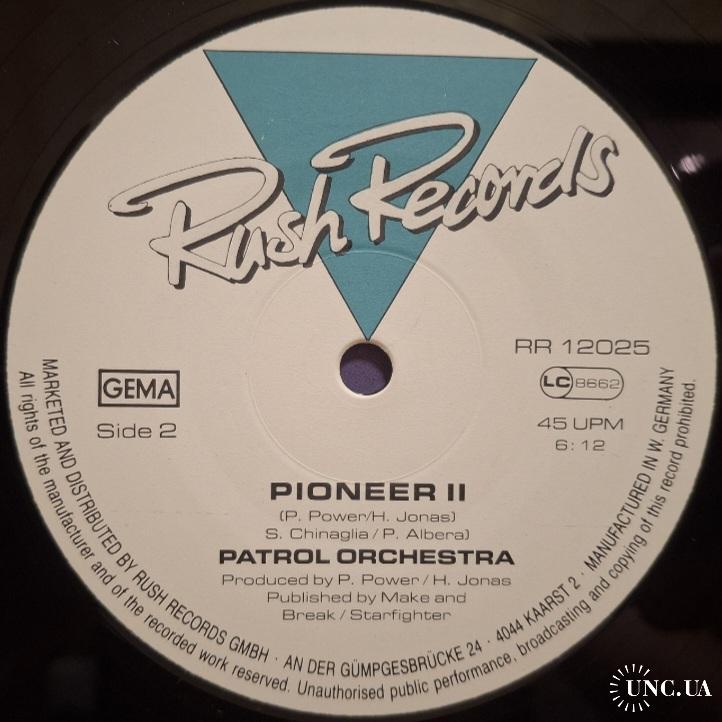 Rush Records
RR 12025
GEMA
LC 8662
Side 2
45 UPM
6:12
PIONEER II
(P. Power/H. Jonas)
S. Chinaglia / P. Albera)
PATROL ORCHESTRA
Produced by P. Power / H. Jonas
Published by Make and
Break / Starfighter
MARKETED AND DISTRIBUTED BY RUSH RECORDS GMBH · AN DER GÜMPGESBRÜCKE 24 · 4044 KAARST 2 · MANUFACTURED IN W. GERMANY
All rights of the manufacturer and of the recorded work reserved. Unauthorised public performance, broadcasting and copying of this record prohibited.
UNC.UA